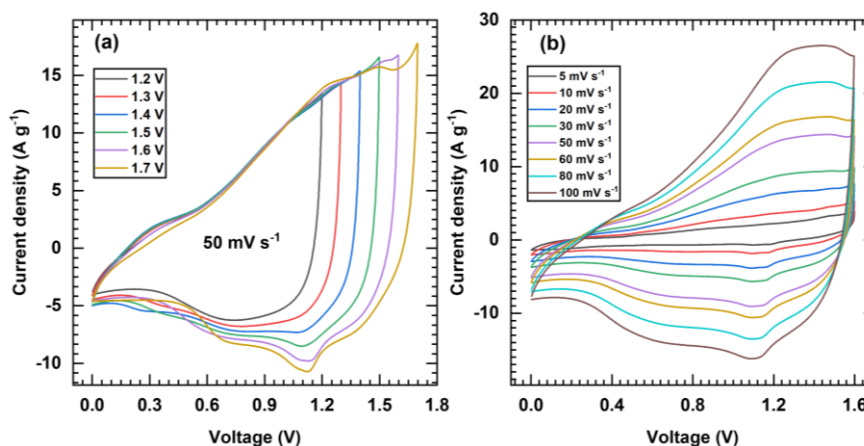 (a)
1.2 V
1.3 V
1.4 V
1.5 V
1.6 V
1.7 V
50 mV s⁻¹
Current density (A g⁻¹)
15
10
5
0
-5
-10
0.0 0.3 0.6 0.9 1.2 1.5 1.8
Voltage (V)
(b)
5 mV s⁻¹
10 mV s⁻¹
20 mV s⁻¹
30 mV s⁻¹
50 mV s⁻¹
60 mV s⁻¹
80 mV s⁻¹
100 mV s⁻¹
Current density (A g⁻¹)
30
20
10
0
-10
0.0 0.4 0.8 1.2 1.6
Voltage (V)